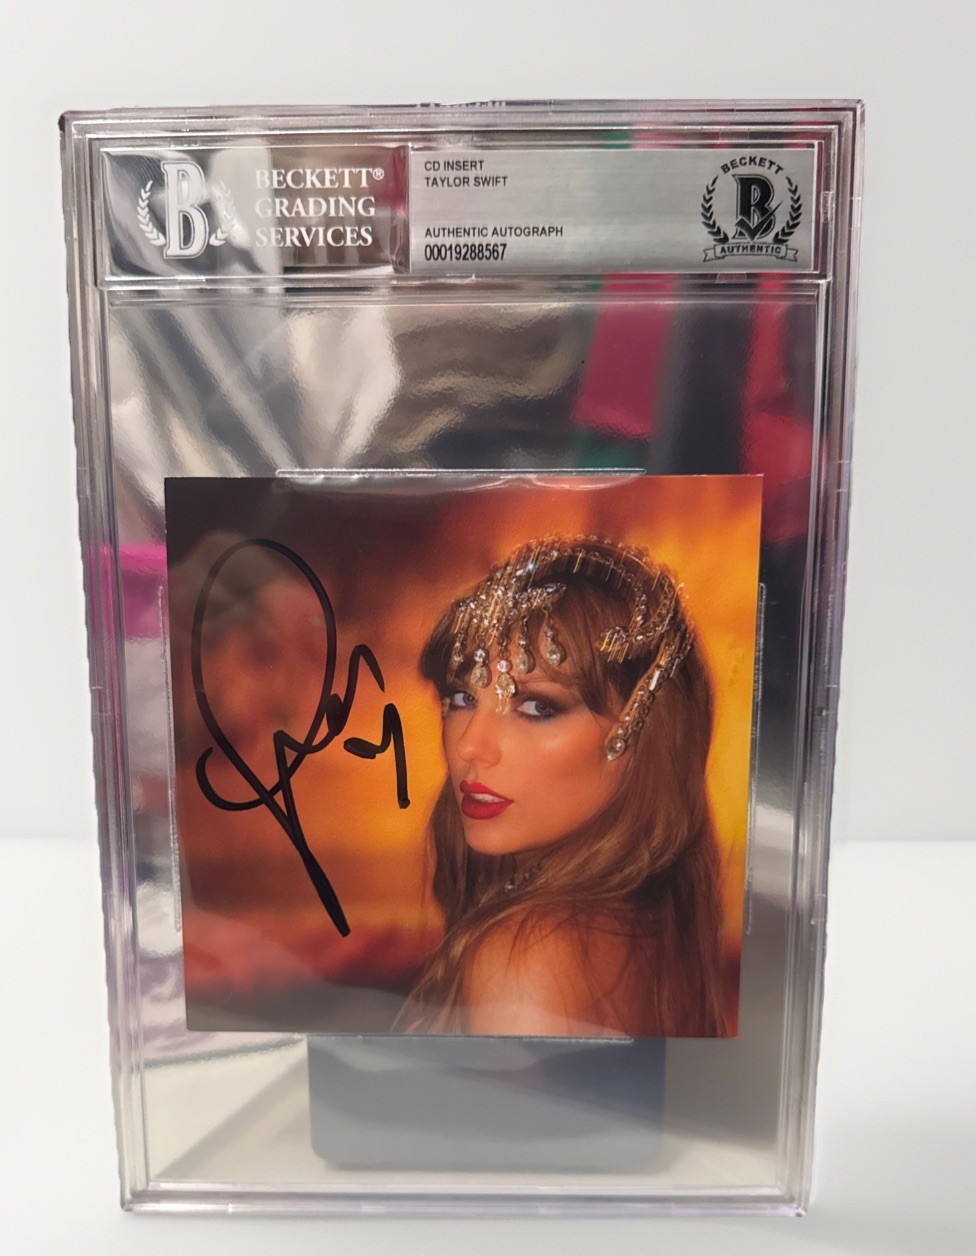 B
BECKETT®
GRADING
SERVICES
CD INSERT
TAYLOR SWIFT
AUTHENTIC AUTOGRAPH
00019288567
BECKETT
B
AUTHENTIC